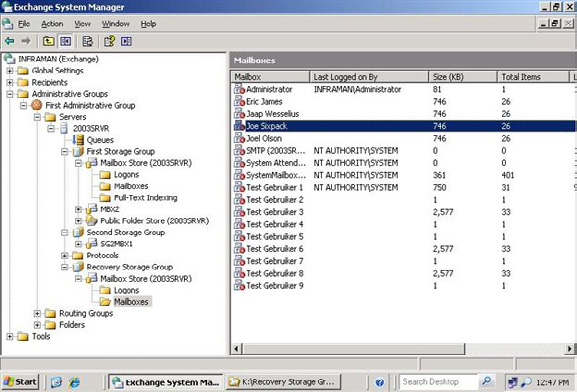 Exchange System Manager
File Action View Window Help
INFRAMAN (Exchange)
Global Settings
Recipients
Administrative Groups
First Administrative Group
Servers
2003SRVR
Queues
First Storage Group
Mailbox Store (2003SRVR)
Logons
Mailboxes
Full-Text Indexing
MBX2
Public Folder Store (2003SRVR)
Second Storage Group
SG2MBX1
Protocols
Recovery Storage Group
Mailbox Store (2003SRVR)
Logons
Mailboxes
Routing Groups
Folders
Tools
Mailboxes
Mailbox Last Logged on By Size (KB) Total Items L
Administrator INFRAMAN\Administrator 81 1
Eric James 746 26
Jaap Wesselius 746 26
Joe Sixpack 746 26
Joel Olson 746 26
SMTP (2003SR... NT AUTHORITY\SYSTEM 0 0
System Attend... NT AUTHORITY\SYSTEM 0 0
SystemMailbox... NT AUTHORITY\SYSTEM 361 401
Test Gebruiker 1 NT AUTHORITY\SYSTEM 750 31 9
Test Gebruiker 2 1 1
Test Gebruiker 3 2,577 33
Test Gebruiker 4 1 1
Test Gebruiker 5 1 1
Test Gebruiker 6 2,577 33
Test Gebruiker 7 1 1
Test Gebruiker 8 2,577 33
Test Gebruiker 9 1 1
Start Exchange System Ma... K:\Recovery Storage Gr... Search Desktop 12:47 PM